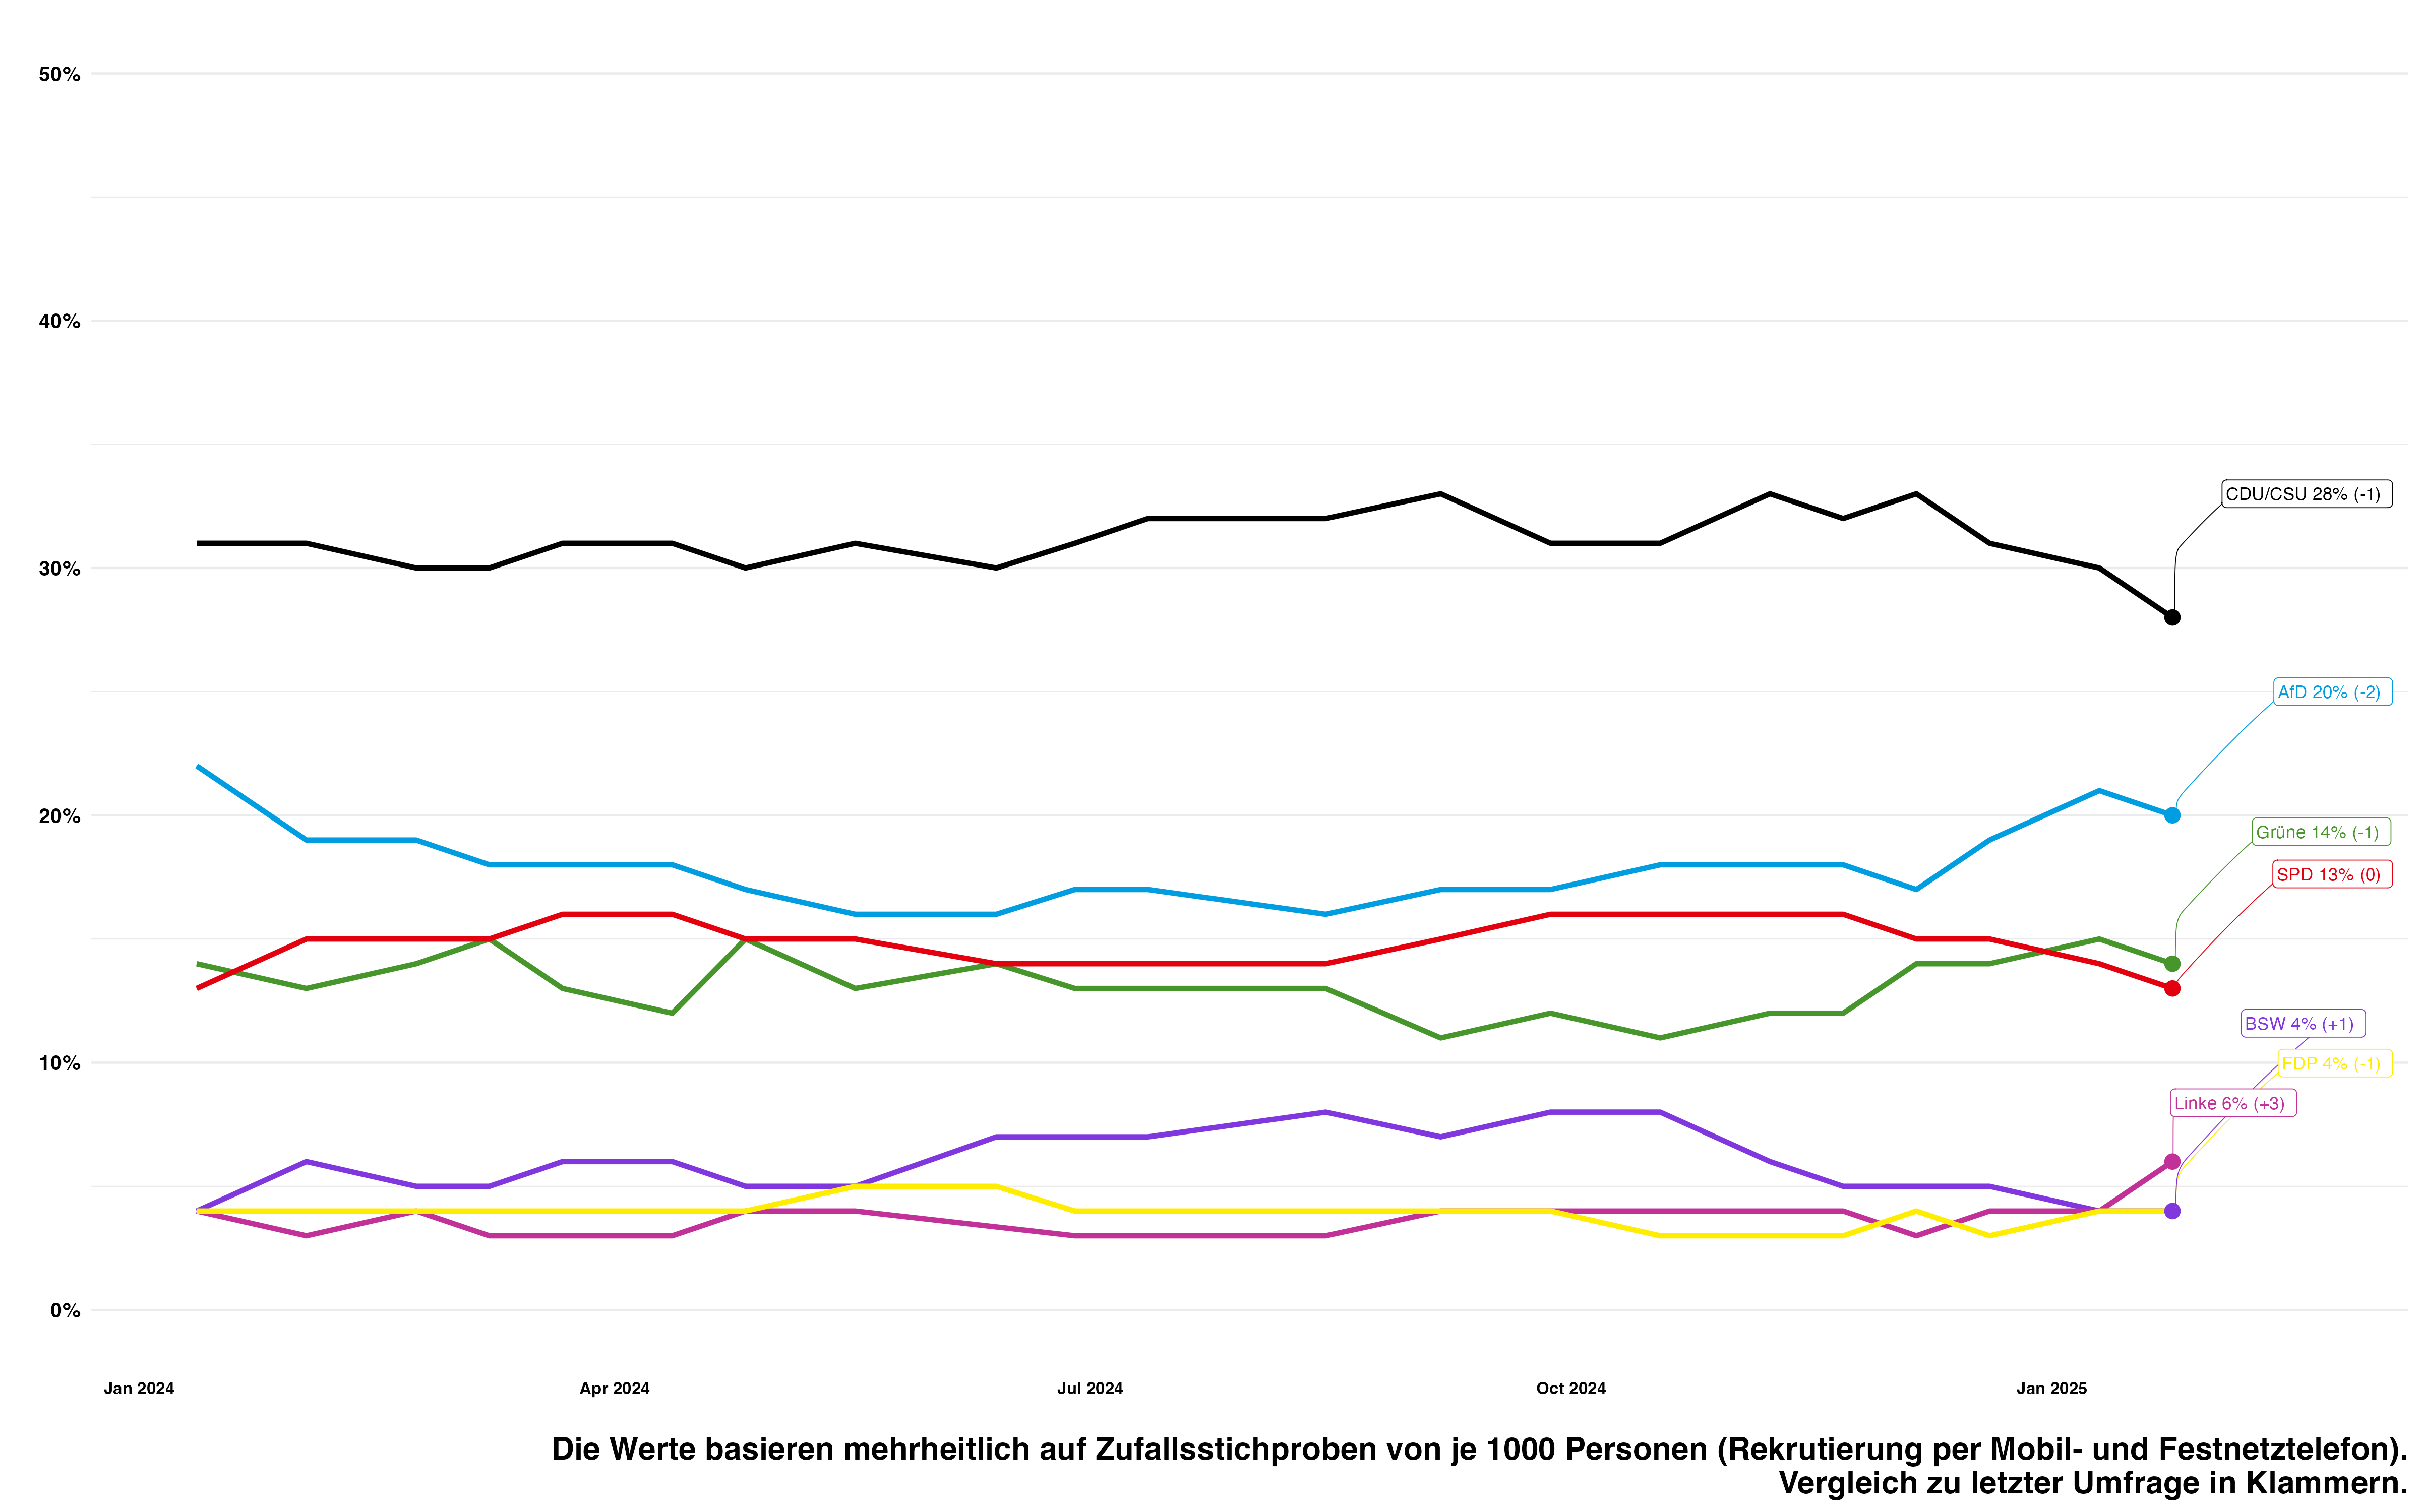 50%
40%
30%
20%
10%
0%
CDU/CSU 28% (-1)
AfD 20% (-2)
Grüne 14% (-1)
SPD 13% (0)
BSW 4% (+1)
FDP 4% (-1)
Linke 6% (+3)
Jan 2024
Apr 2024
Jul 2024
Oct 2024
Jan 2025
Die Werte basieren mehrheitlich auf Zufallsstichproben von je 1000 Personen (Rekrutierung per Mobil- und Festnetztelefon).
Vergleich zu letzter Umfrage in Klammern.